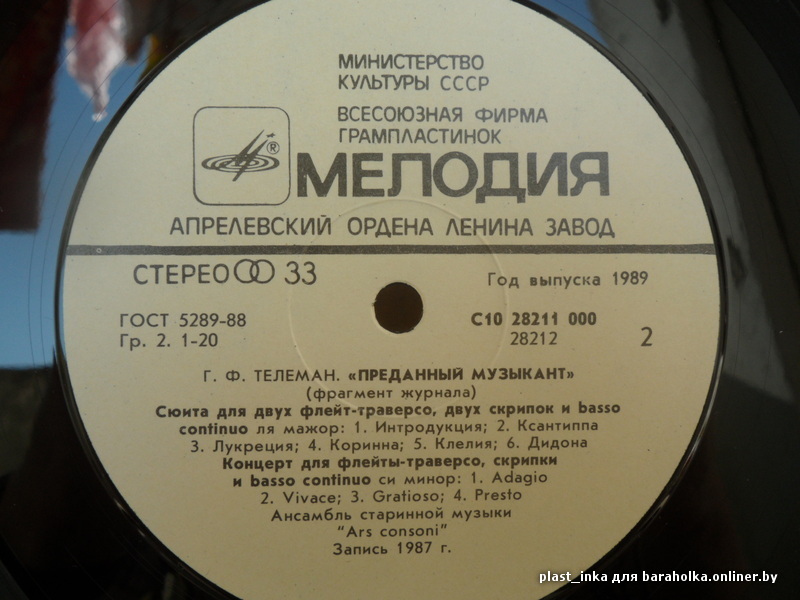 МИНИСТЕРСТВО
КУЛЬТУРЫ СССР
ВСЕСОЮЗНАЯ ФИРМА
ГРАМПЛАСТИНОК
®
МЕЛОДИЯ
АПРЕЛЕВСКИЙ ОРДЕНА ЛЕНИНА ЗАВОД
СТЕРЕО 33
Год выпуска 1989
ГОСТ 5289-88
Гр. 2. 1-20
С10 28211 000
28212
2
Г. Ф. ТЕЛЕМАН. «ПРЕДАННЫЙ МУЗЫКАНТ»
(фрагмент журнала)
Сюита для двух флейт-траверсо, двух скрипок и basso
continuo ля мажор: 1. Интродукция; 2. Ксантиппа
3. Лукреция; 4. Коринна; 5. Клелия; 6. Дидона
Концерт для флейты-траверсо, скрипки
и basso continuo си минор: 1. Adagio
2. Vivace; 3. Gratioso; 4. Presto
Ансамбль старинной музыки
"Ars consoni"
Запись 1987 г.
plast_inka для baraholka.onliner.by